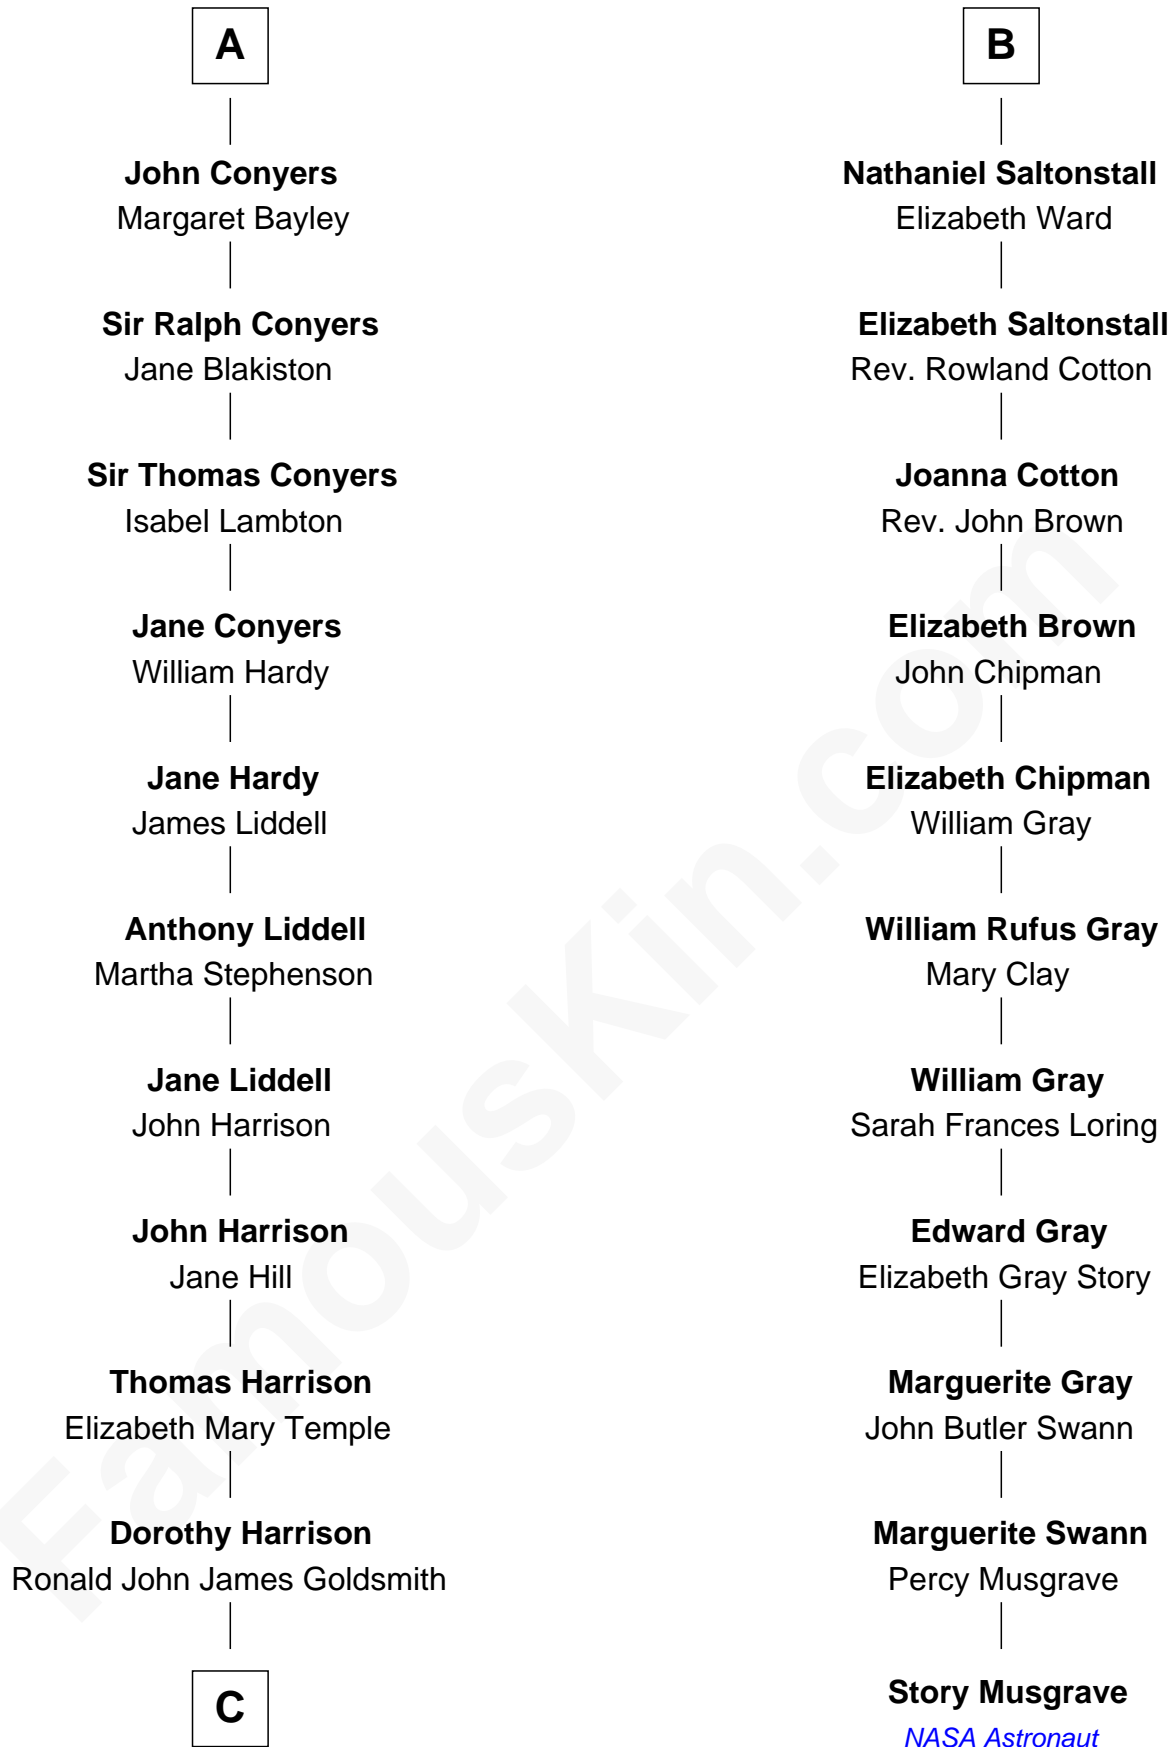 A
John Conyers
Margaret Bayley
Sir Ralph Conyers
Jane Blakiston
Sir Thomas Conyers
Isabel Lambton
Jane Conyers
William Hardy
Jane Hardy
James Liddell
Anthony Liddell
Martha Stephenson
Jane Liddell
John Harrison
John Harrison
Jane Hill
Thomas Harrison
Elizabeth Mary Temple
Dorothy Harrison
Ronald John James Goldsmith
C
B
Nathaniel Saltonstall
Elizabeth Ward
Elizabeth Saltonstall
Rev. Rowland Cotton
Joanna Cotton
Rev. John Brown
Elizabeth Brown
John Chipman
Elizabeth Chipman
William Gray
William Rufus Gray
Mary Clay
William Gray
Sarah Frances Loring
Edward Gray
Elizabeth Gray Story
Marguerite Gray
John Butler Swann
Marguerite Swann
Percy Musgrave
Story Musgrave
NASA Astronaut
FamousKin.com